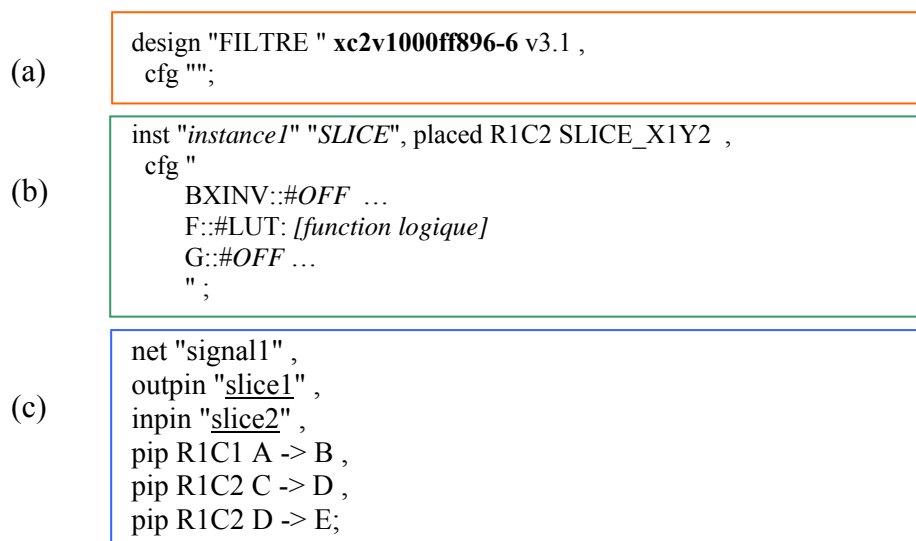 (a)
design "FILTRE " xc2v1000ff896-6 v3.1 ,
cfg "";
(b)
inst "instance1" "SLICE", placed R1C2 SLICE_X1Y2 ,
cfg "
BXINV::#OFF …
F::#LUT: [function logique]
G::#OFF …
" ;
(c)
net "signal1" ,
outpin "slice1" ,
inpin "slice2" ,
pip R1C1 A -> B ,
pip R1C2 C -> D ,
pip R1C2 D -> E;